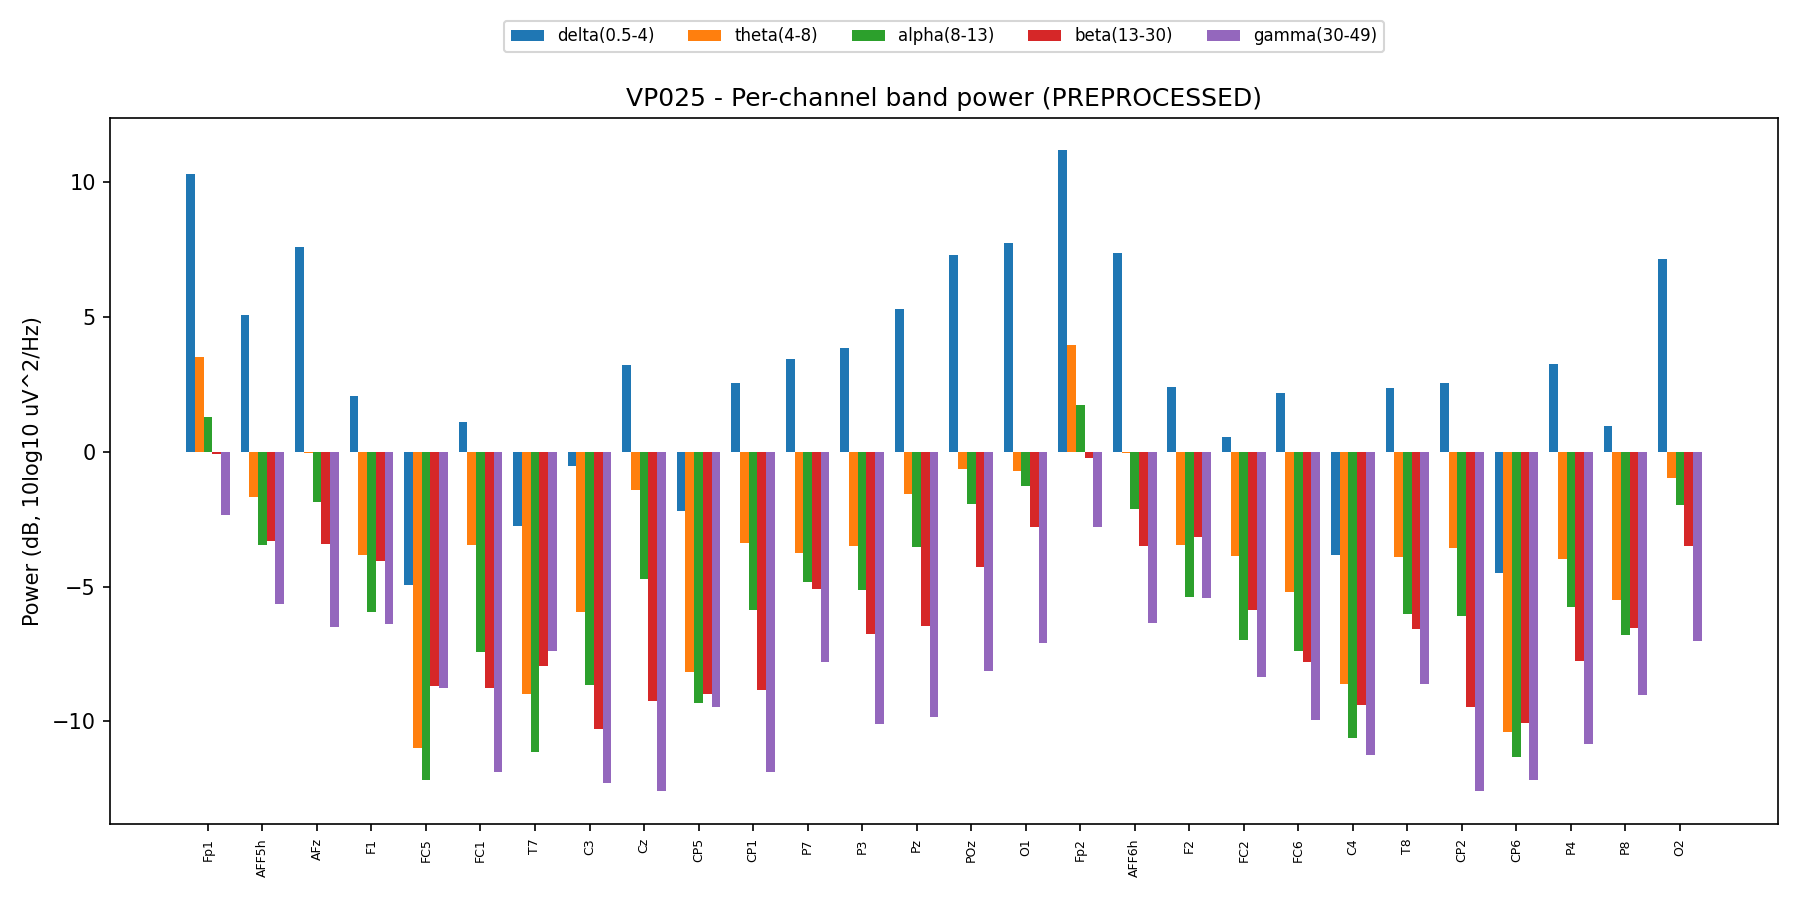 delta(0.5-4) theta(4-8) alpha(8-13) beta(13-30) gamma(30-49)
VP025 - Per-channel band power (PREPROCESSED)
Power (dB, 10log10 uV^2/Hz)
10
5
0
−5
−10
Fp1 AFF5h AFz F1 FC5 FC1 T7 C3 Cz CP5 CP1 P7 P3 Pz POz O1 Fp2 AFF6h F2 FC2 FC6 C4 T8 CP2 CP6 P4 P8 O2